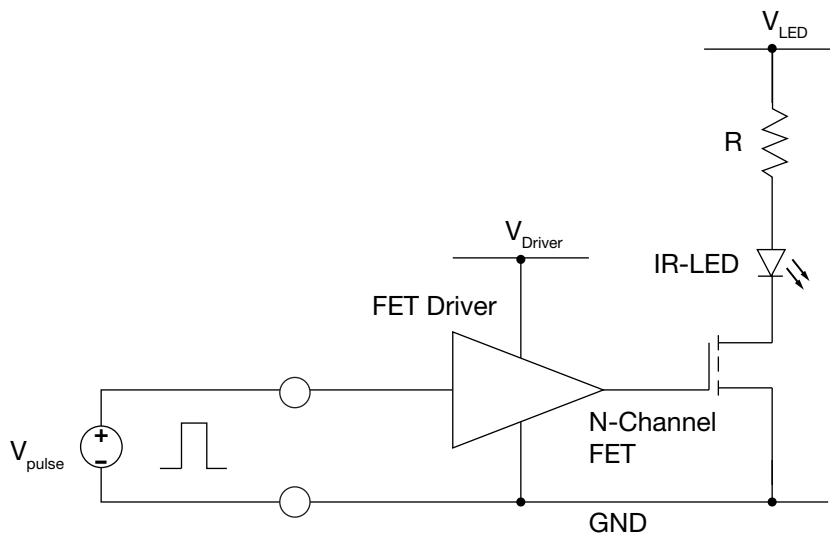 V_LED
R
V_Driver
IR-LED
FET Driver
N-Channel
FET
V_pulse
+
–
GND